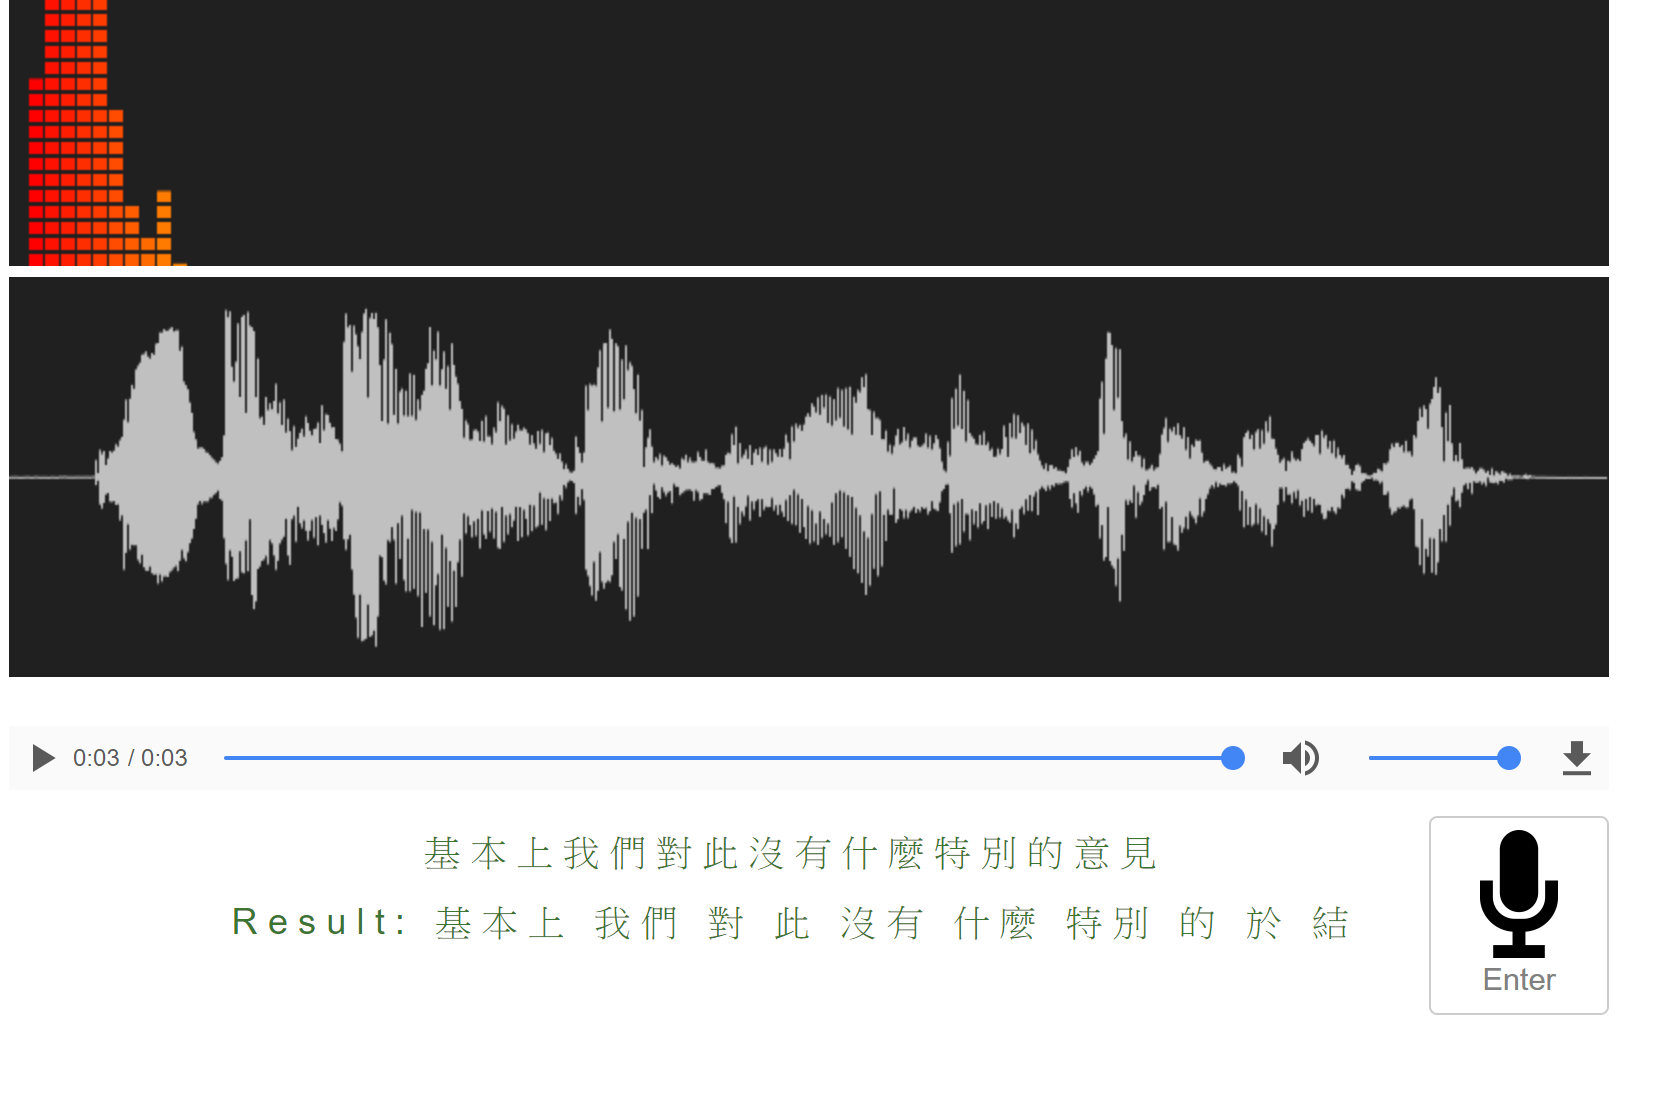 0:03 / 0:03
基本上我們對此沒有什麼特別的意見
Result: 基本上 我們 對 此 沒有 什麼 特別 的 於 結
Enter